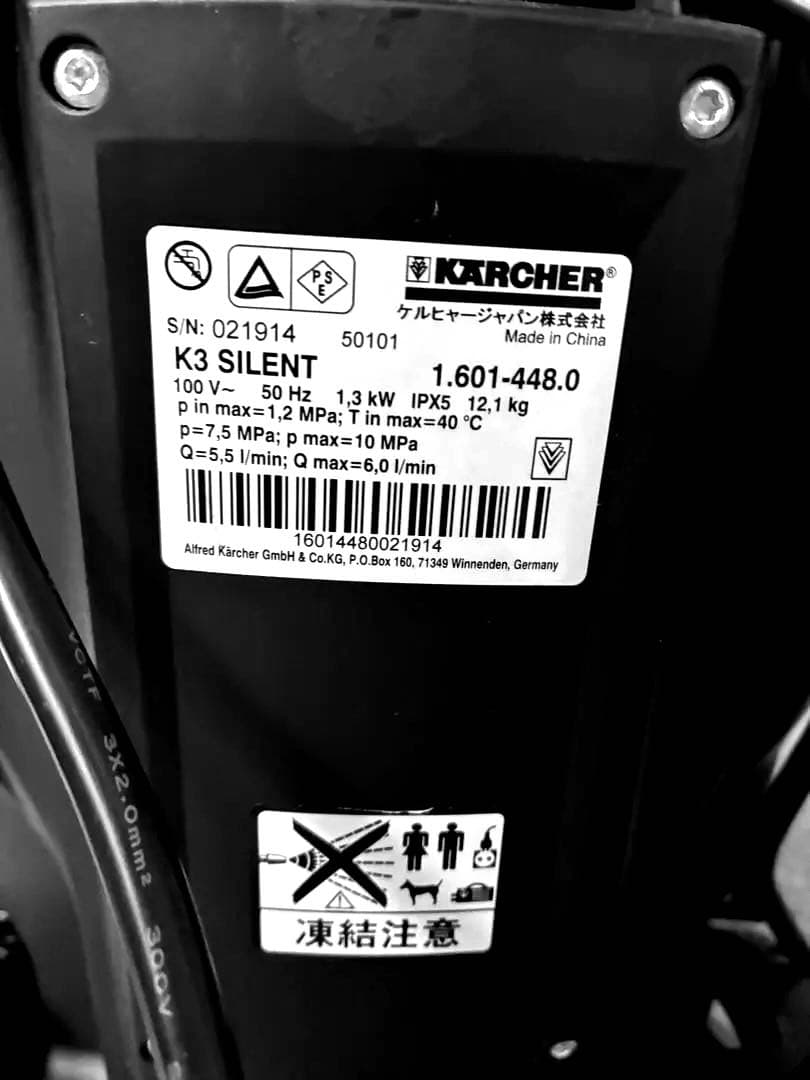 PS
E
KÄRCHER®
ケルヒャージャパン株式会社
Made in China
S/N: 021914 50101
K3 SILENT 1.601-448.0
100 V~ 50 Hz 1,3 kW IPX5 12,1 kg
p in max=1,2 MPa; T in max=40 °C
p=7,5 MPa; p max=10 MPa
Q=5,5 l/min; Q max=6,0 l/min
16014480021914
Alfred Kärcher GmbH & Co.KG, P.O.Box 160, 71349 Winnenden, Germany
VCTF 3X2.0mm2 300V
凍結注意